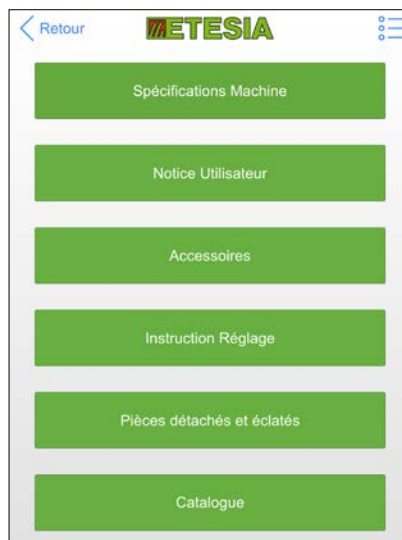 Retour
ETESIA
Spécifications Machine
Notice Utilisateur
Accessoires
Instruction Réglage
Pièces détachés et éclatés
Catalogue